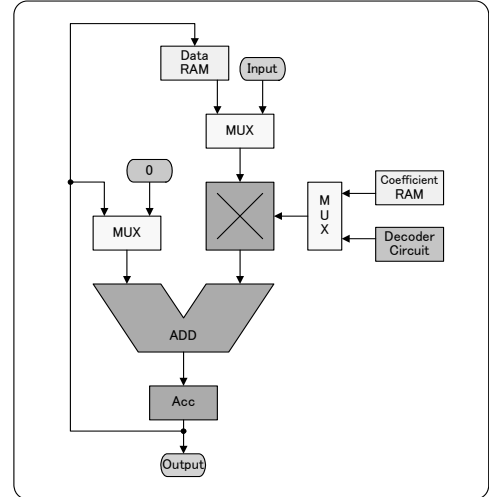 Data
RAM
Input
MUX
0
MUX
M
U
X
Coefficient
RAM
Decoder
Circuit
ADD
Acc
Output